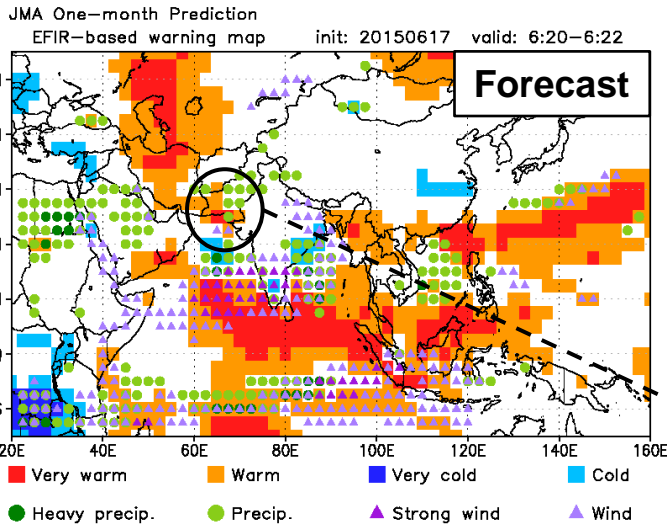 JMA One-month Prediction
EFIR-based warning map init: 20150617 valid: 6:20-6:22
Forecast
20E 40E 60E 80E 100E 120E 140E 160E
Very warm Warm Very cold Cold
Heavy precip. Precip. Strong wind Wind